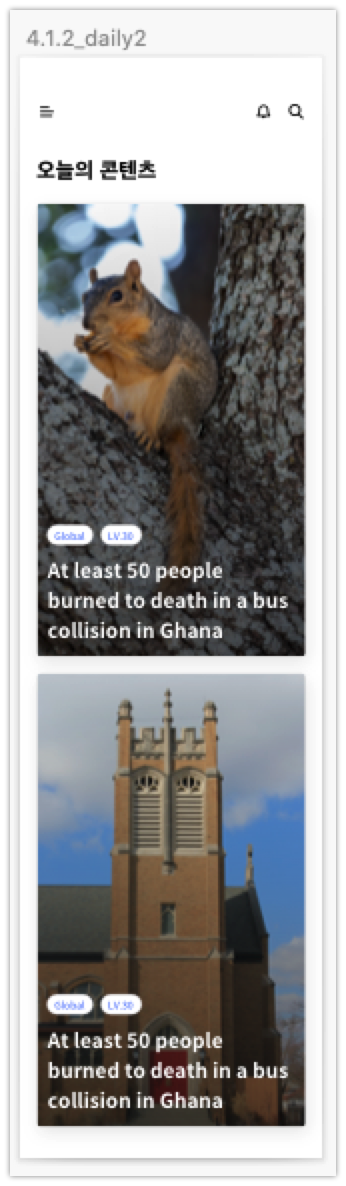 4.1.2_daily2
오늘의 콘텐츠
Global LV.30
At least 50 people
burned to death in a bus
collision in Ghana
Global LV.30
At least 50 people
burned to death in a bus
collision in Ghana